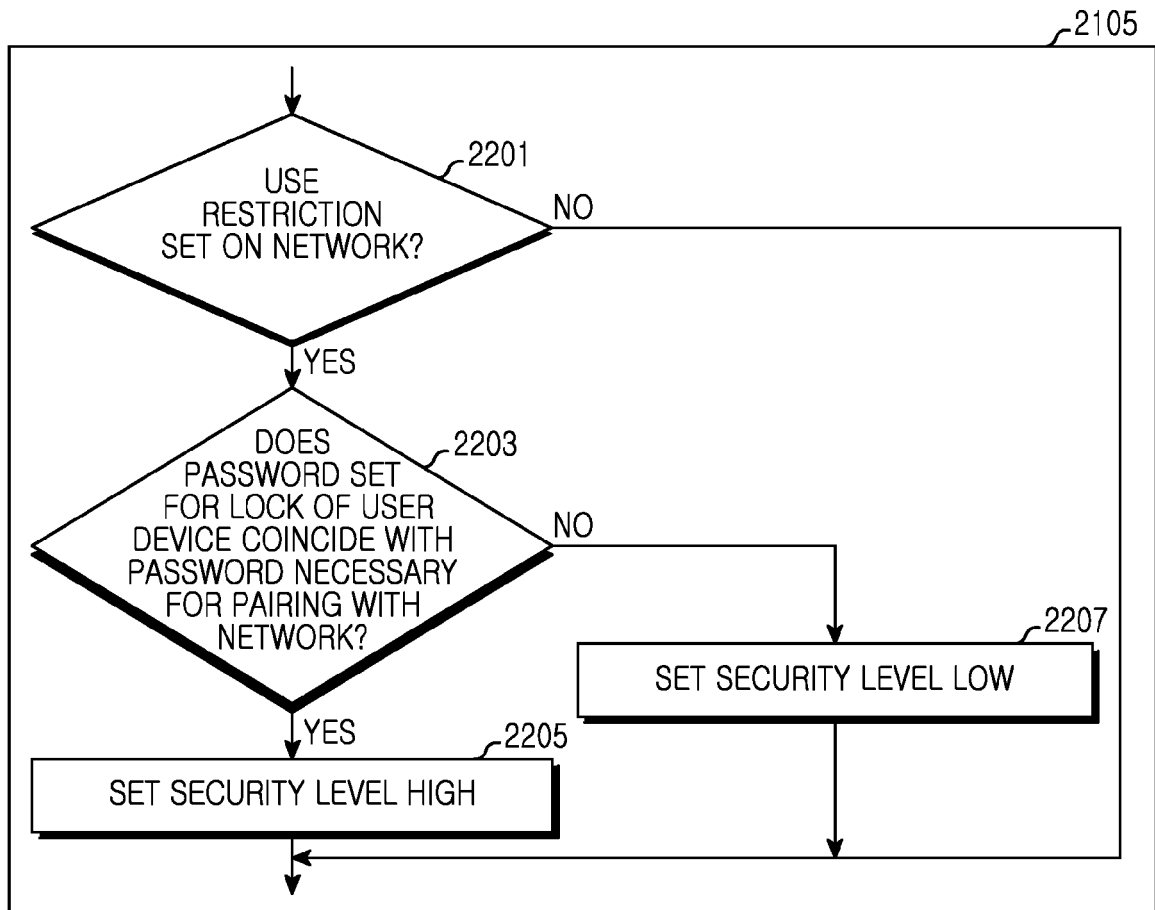 2105
2201
USE
RESTRICTION
SET ON NETWORK?
NO
YES
2203
DOES
PASSWORD SET
FOR LOCK OF USER
DEVICE COINCIDE WITH
PASSWORD NECESSARY
FOR PAIRING WITH
NETWORK?
NO
2207
SET SECURITY LEVEL LOW
YES
2205
SET SECURITY LEVEL HIGH